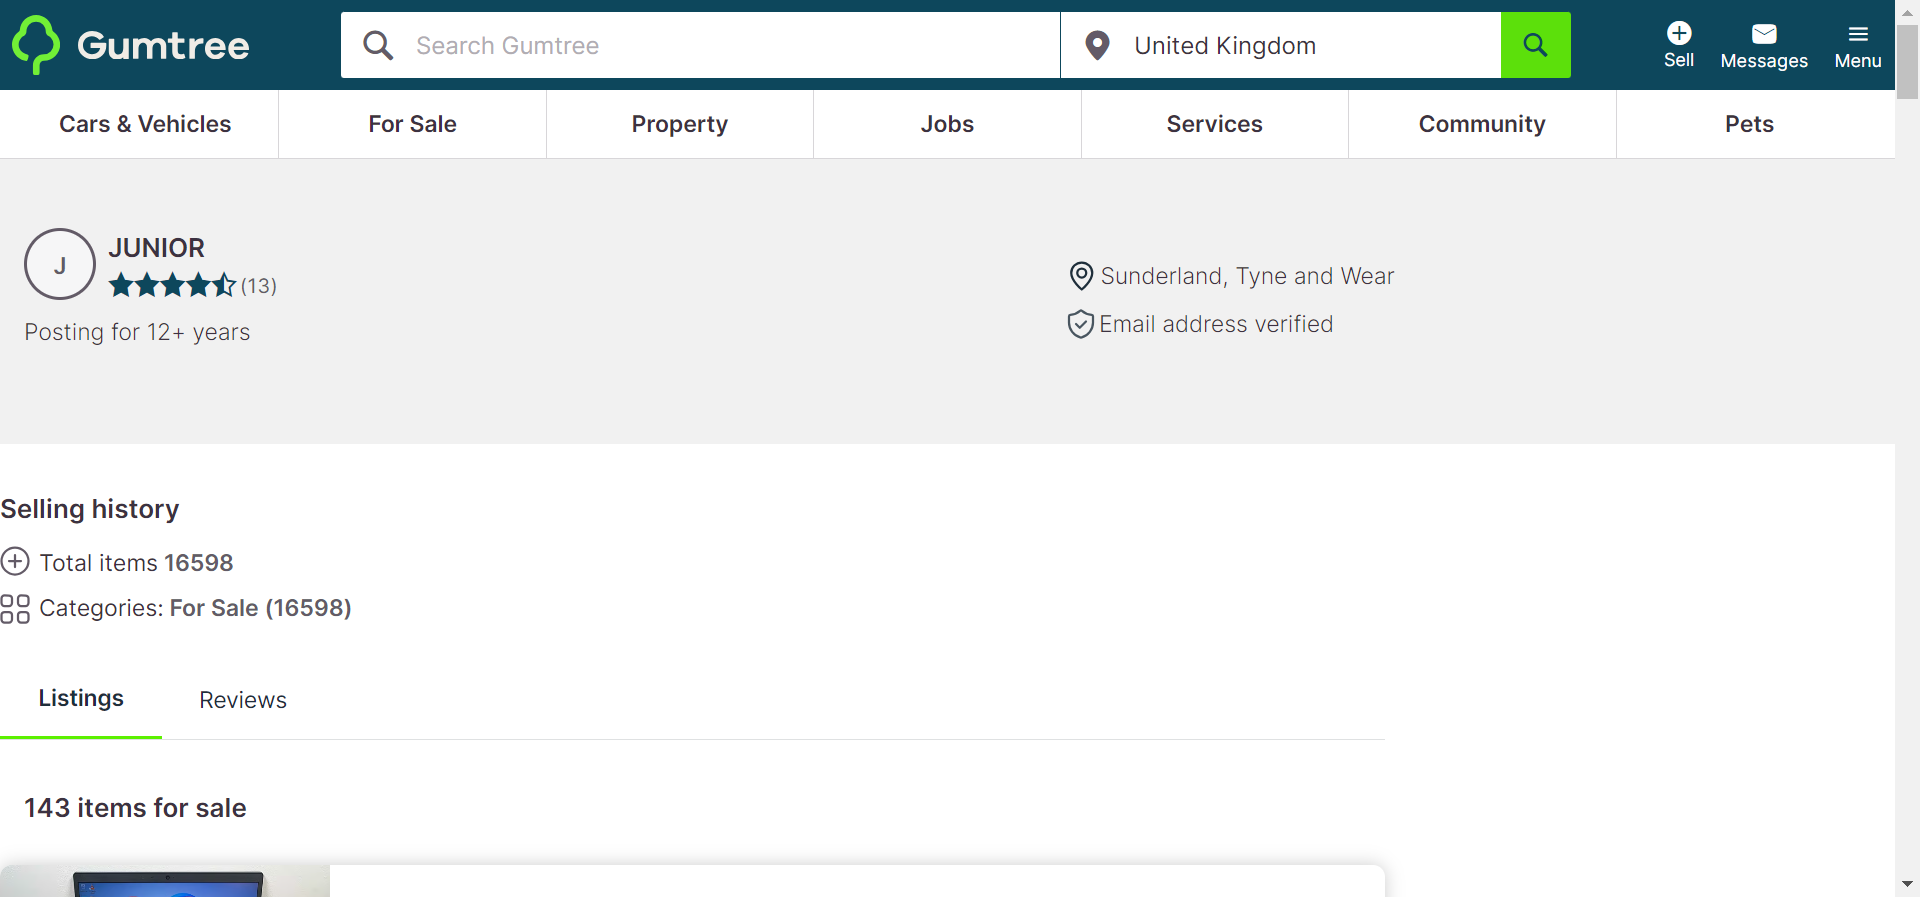 Gumtree
Search Gumtree
United Kingdom
Sell
Messages
Menu
Cars & Vehicles
For Sale
Property
Jobs
Services
Community
Pets
J
JUNIOR
(13)
Posting for 12+ years
Sunderland, Tyne and Wear
Email address verified
Selling history
Total items 16598
Categories: For Sale (16598)
Listings
Reviews
143 items for sale